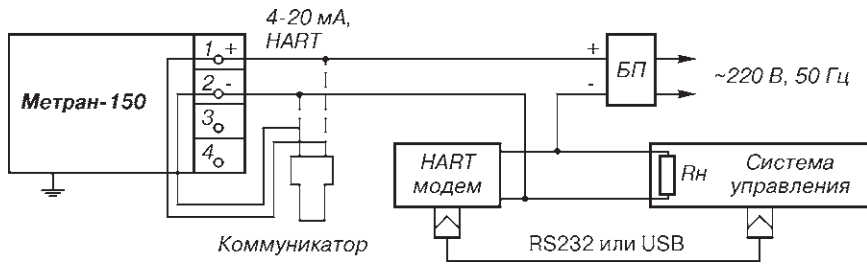 4-20 мА,
HART
Метран-150
1 +
2 -
3
4
+
-
БП
~220 В, 50 Гц
HART
модем
Rн
Система
управления
Коммуникатор
RS232 или USB